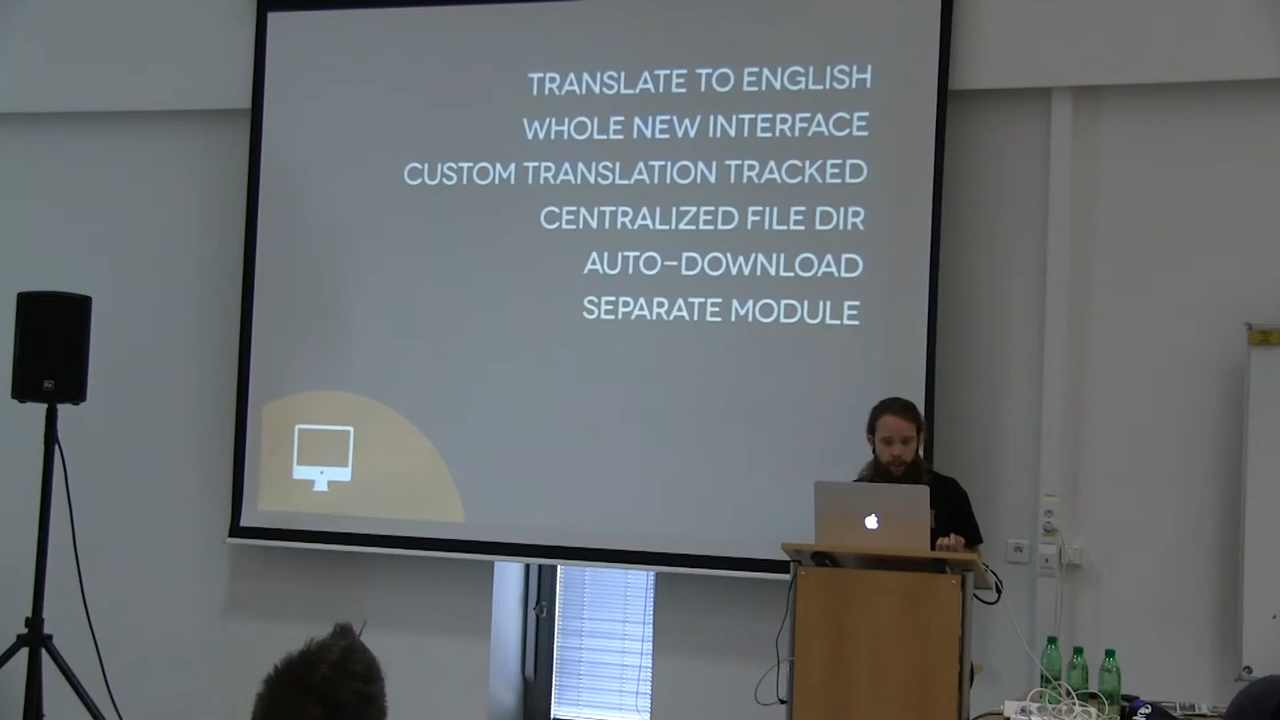 TRANSLATE TO ENGLISH
WHOLE NEW INTERFACE
CUSTOM TRANSLATION TRACKED
CENTRALIZED FILE DIR
AUTO-DOWNLOAD
SEPARATE MODULE